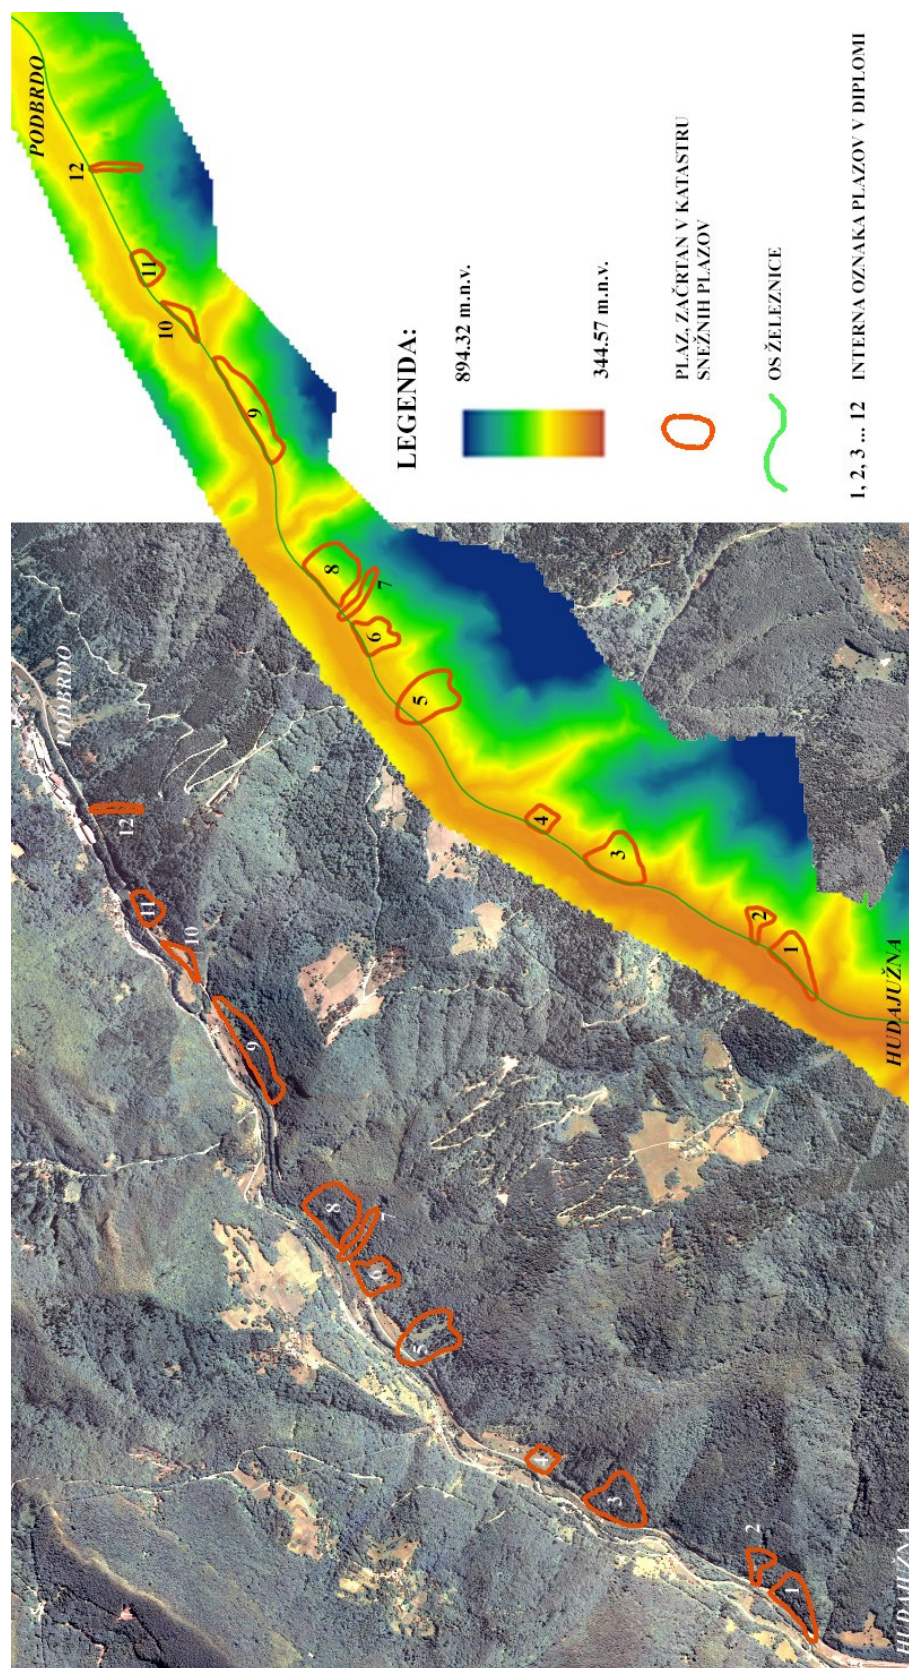 PODBRDO
12
11
10
9
8
7
6
5
4
3
2
1
HUDAJUŽNA
LEGENDA:
894.32 m.n.v.
344.57 m.n.v.
PLAZ, ZAČRTAN V KATASTRU
SNEŽNIH PLAZOV
OS ŽELEZNICE
1, 2, 3 ... 12 INTERNA OZNAKA PLAZOV V DIPLOMI
PODBRDO
12
11
10
9
8
7
6
5
4
3
2
1
HUDAJUŽNA